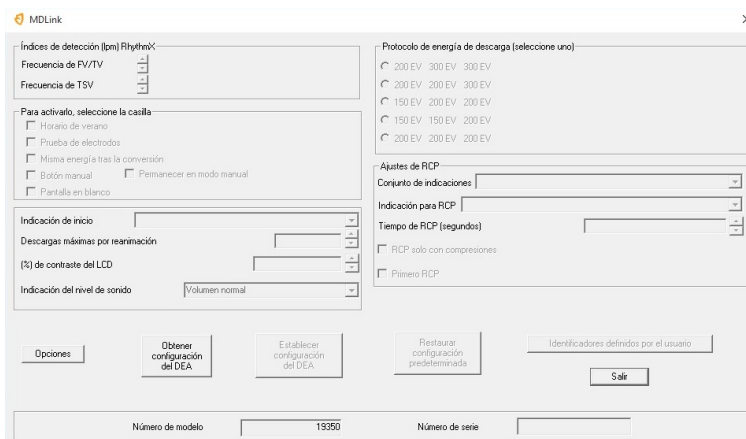 MDLink
Índices de detección (lpm) RhythmX
Frecuencia de FV/TV
Frecuencia de TSV
Para activarlo, seleccione la casilla
Horario de verano
Prueba de electrodos
Misma energía tras la conversión
Botón manual Permanecer en modo manual
Pantalla en blanco
Indicación de inicio
Descargas máximas por reanimación
(%) de contraste del LCD
Indicación del nivel de sonido Volumen normal
Protocolo de energía de descarga (seleccione uno)
200 EV 300 EV 300 EV
200 EV 200 EV 300 EV
150 EV 200 EV 200 EV
150 EV 150 EV 200 EV
200 EV 200 EV 200 EV
Ajustes de RCP
Conjunto de indicaciones
Indicación para RCP
Tiempo de RCP (segundos)
RCP solo con compresiones
Primero RCP
Opciones
Obtener
configuración
del DEA
Establecer
configuración
del DEA
Restaurar
configuración
predeterminada
Identificadores definidos por el usuario
Salir
Número de modelo 19350 Número de serie